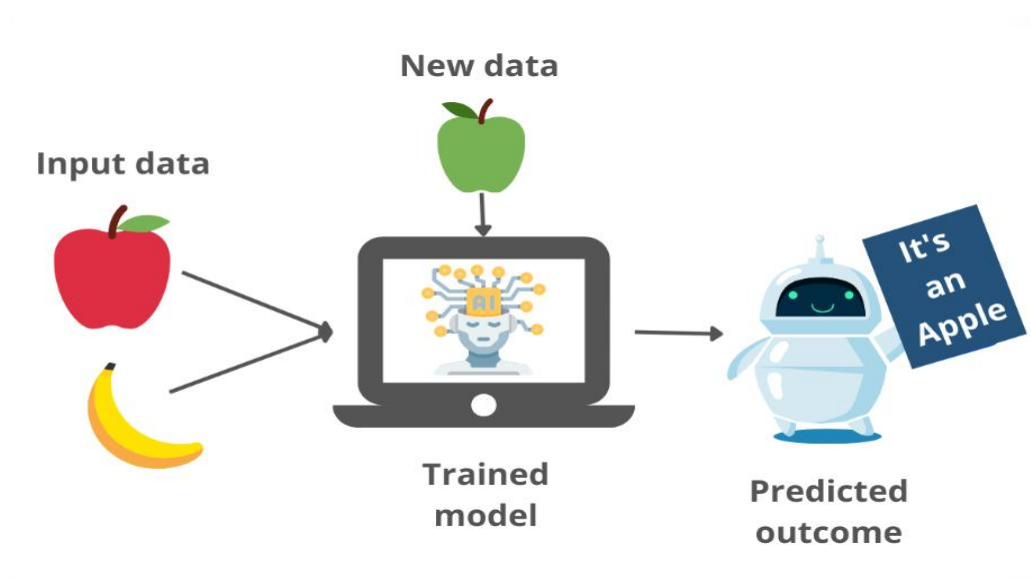 New data
Input data
AI
It's
an
Apple
Trained
model
Predicted
outcome